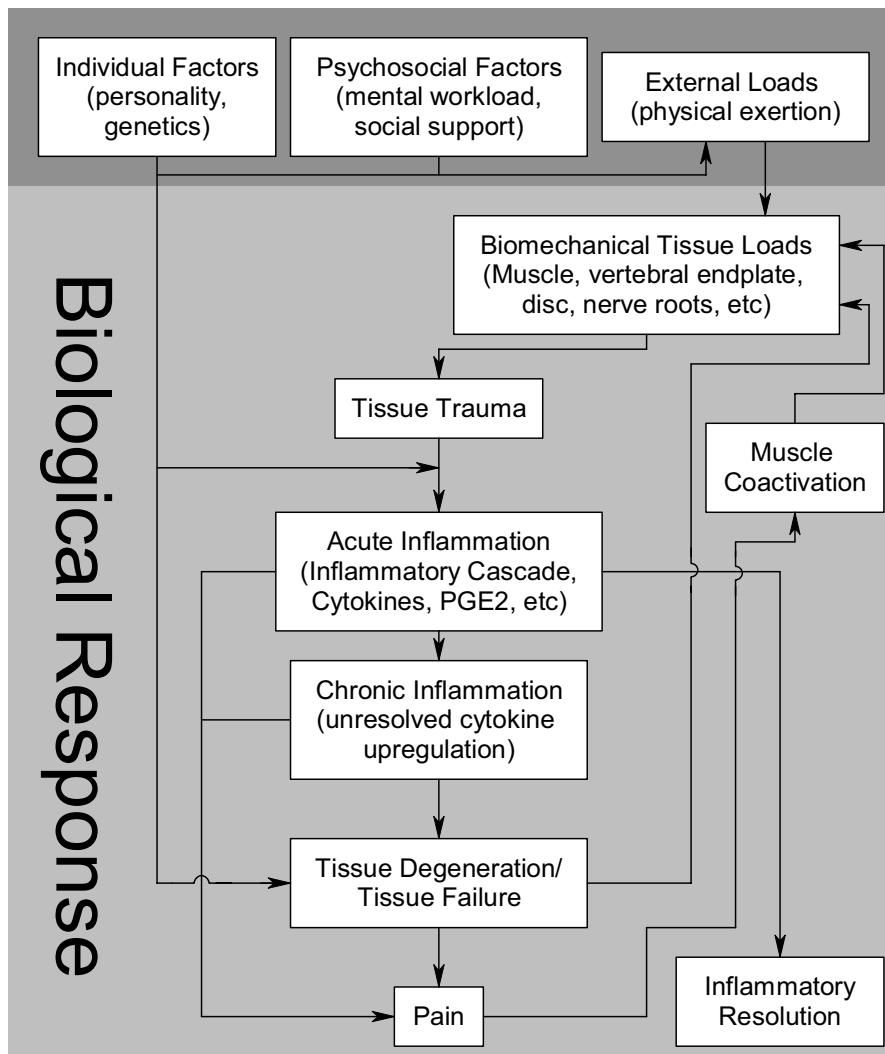 Individual Factors
(personality,
genetics)
Psychosocial Factors
(mental workload,
social support)
External Loads
(physical exertion)
Biomechanical Tissue Loads
(Muscle, vertebral endplate,
disc, nerve roots, etc)
Biological Response
Tissue Trauma
Muscle
Coactivation
Acute Inflammation
(Inflammatory Cascade,
Cytokines, PGE2, etc)
Chronic Inflammation
(unresolved cytokine
upregulation)
Tissue Degeneration/
Tissue Failure
Pain
Inflammatory
Resolution